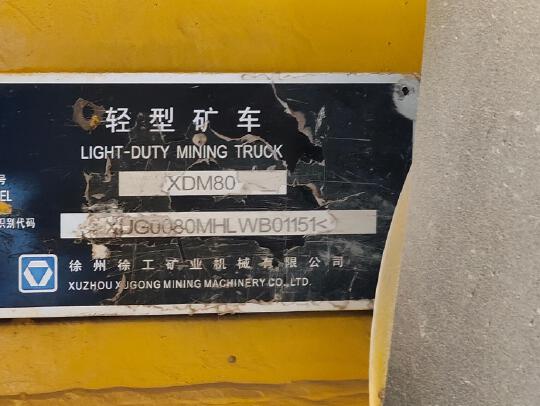 轻型矿车
LIGHT-DUTY MINING TRUCK
号
EL
XDM80
识别代码
XUG0080MHLWB01151<
徐州徐工矿业机械有限公司
XUZHOU XUGONG MINING MACHINERY CO., LTD.